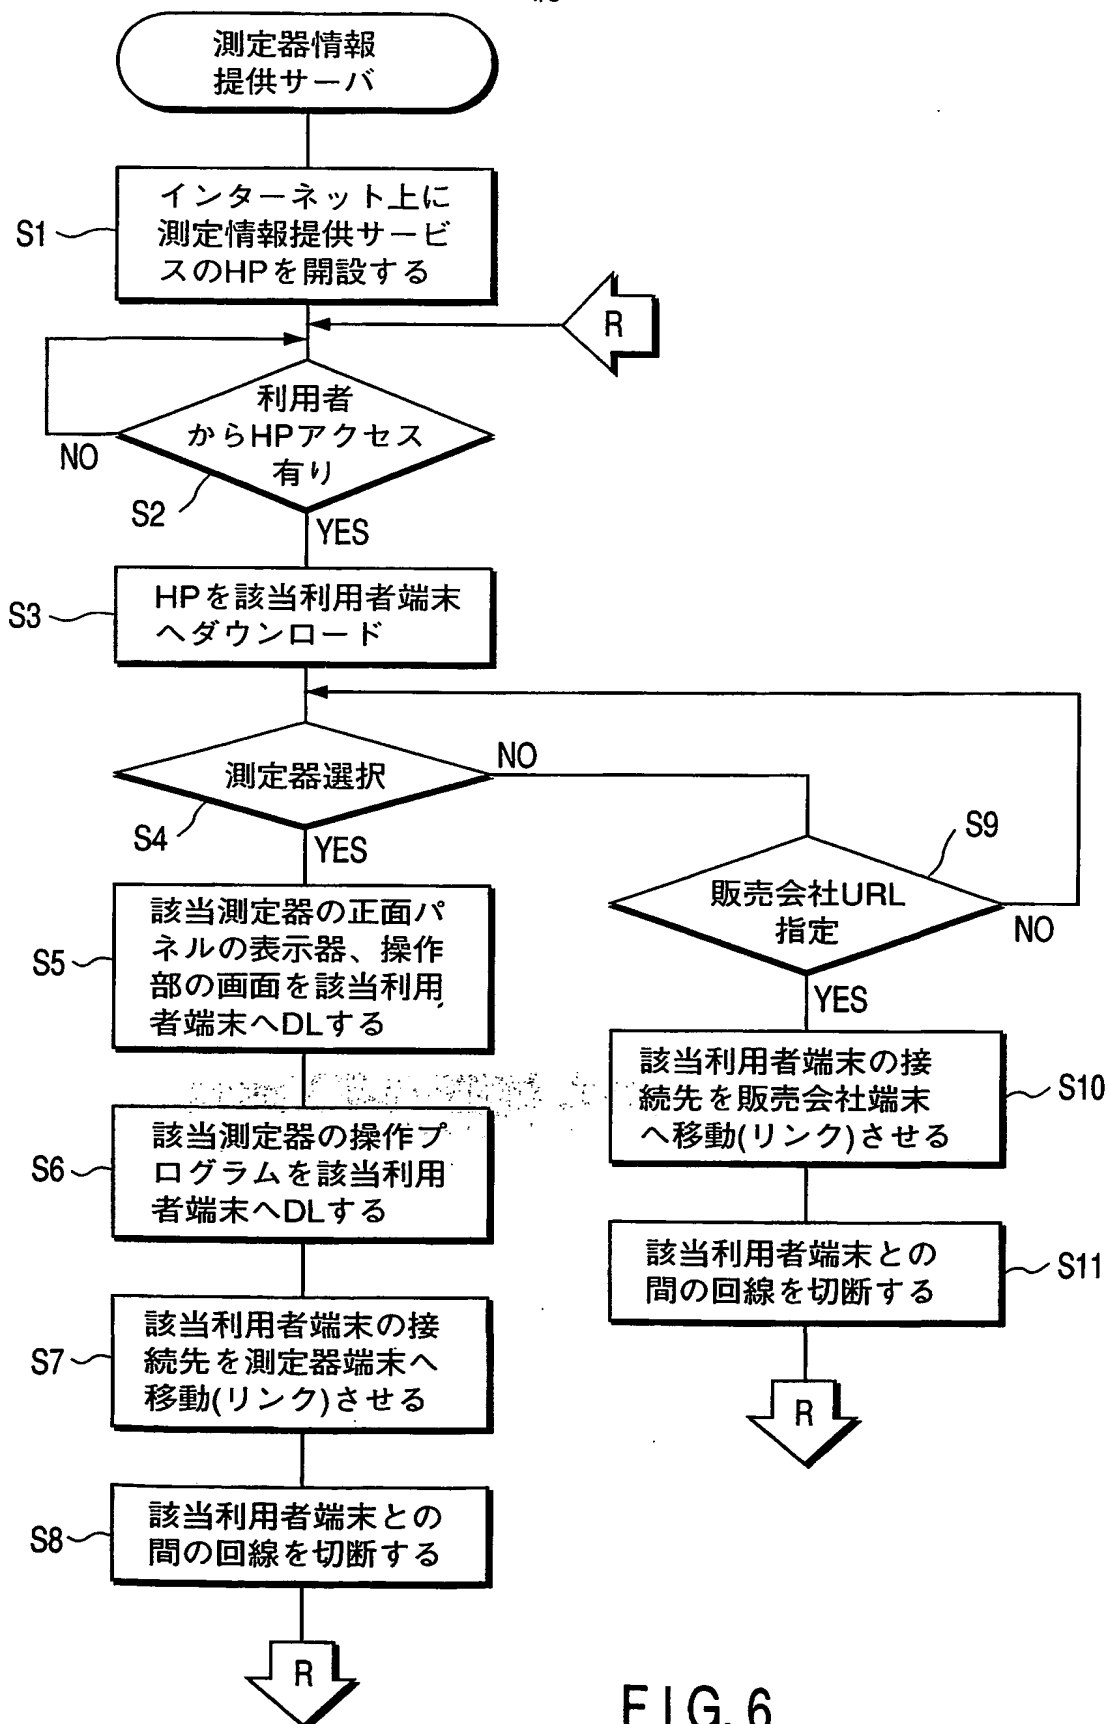 測定器情報
提供サーバ
S1
インターネット上に
測定情報提供サービ
スのHPを開設する
R
利用者
からHPアクセス
有り
NO
S2
YES
S3
HPを該当利用者端末
へダウンロード
測定器選択
NO
S4
YES
S5
該当測定器の正面パ
ネルの表示器、操作
部の画面を該当利用
者端末へDLする
S6
該当測定器の操作プ
ログラムを該当利用
者端末へDLする
S7
該当利用者端末の接
続先を測定器端末へ
移動(リンク)させる
S8
該当利用者端末との
間の回線を切断する
R
S9
販売会社URL
指定
NO
YES
該当利用者端末の接
続先を販売会社端末
へ移動(リンク)させる
S10
該当利用者端末との
間の回線を切断する
S11
R
FIG. 6